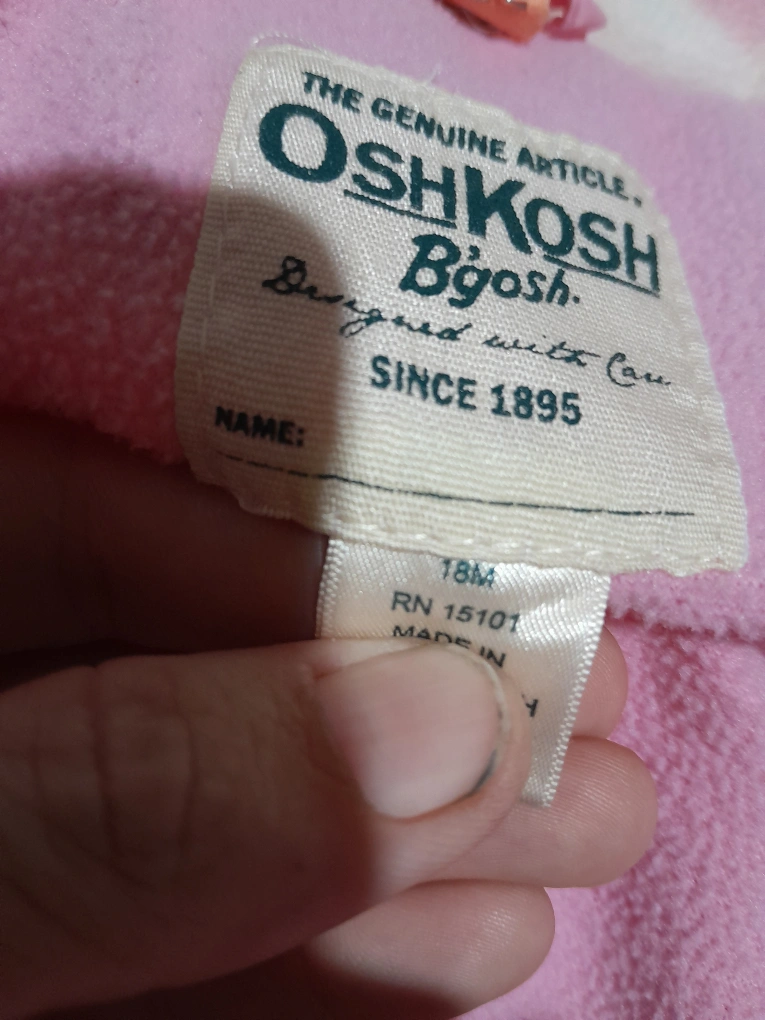 THE GENUINE ARTICLE.
OSHKOSH
B'gosh.
Designed with Care
SINCE 1895
NAME:
18M
RN 15101
MADE IN
H